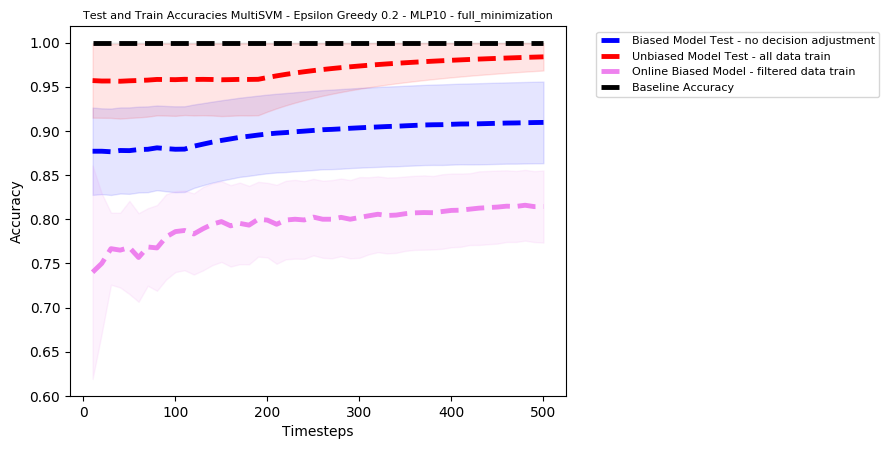 Test and Train Accuracies MultiSVM - Epsilon Greedy 0.2 - MLP10 - full_minimization
Biased Model Test - no decision adjustment
Unbiased Model Test - all data train
Online Biased Model - filtered data train
Baseline Accuracy
Accuracy
1.00
0.95
0.90
0.85
0.80
0.75
0.70
0.65
0.60
0
100
200
300
400
500
Timesteps